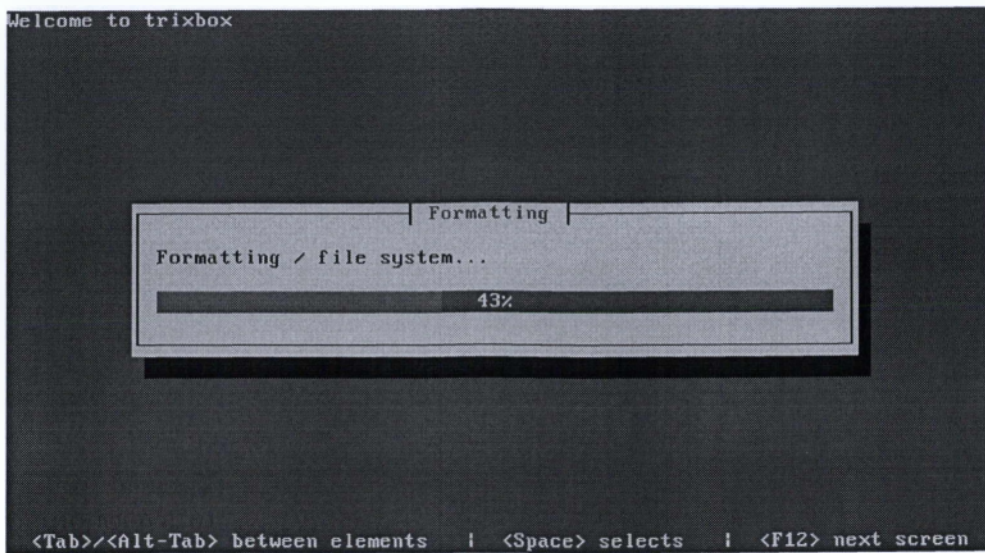 Welcome to trixbox
Formatting
Formatting / file system...
43%
<Tab>/<Alt-Tab> between elements | <Space> selects | <F12> next screen